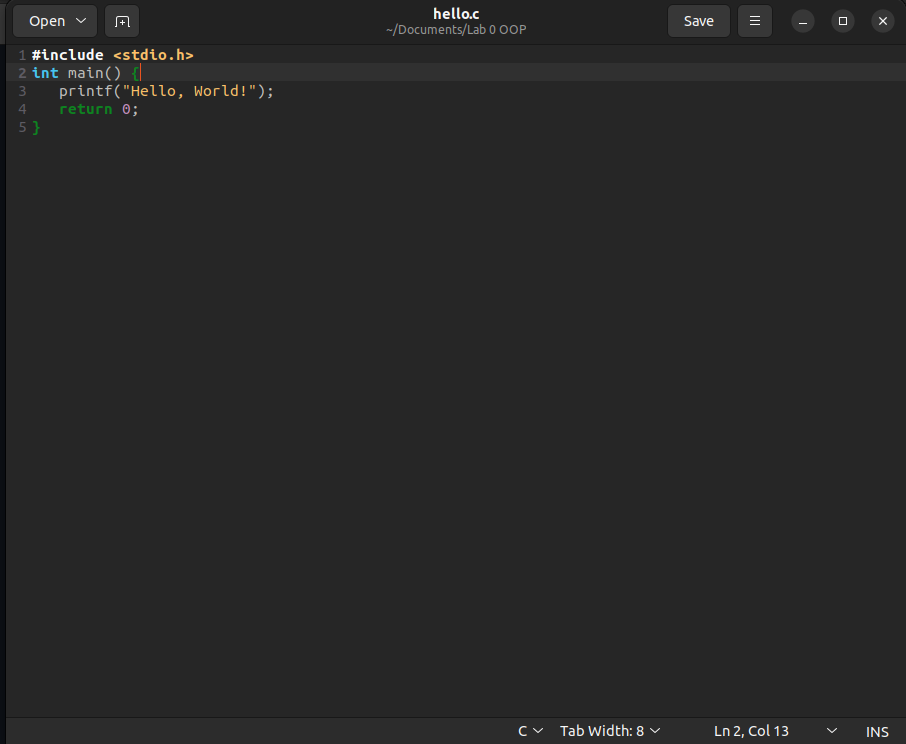 Open
hello.c
~/Documents/Lab 0 OOP
Save
1 #include <stdio.h>
2 int main() {
3    printf("Hello, World!");
4    return 0;
5 }
C
Tab Width: 8
Ln 2, Col 13
INS